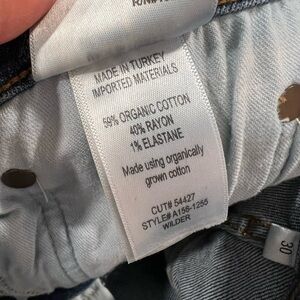 MADE IN TURKEY
IMPORTED MATERIALS
59% ORGANIC COTTON
40% RAYON
1% ELASTANE
Made using organically
grown cotton
CUT# 54427
STYLE# A156-1255
WILDER
30